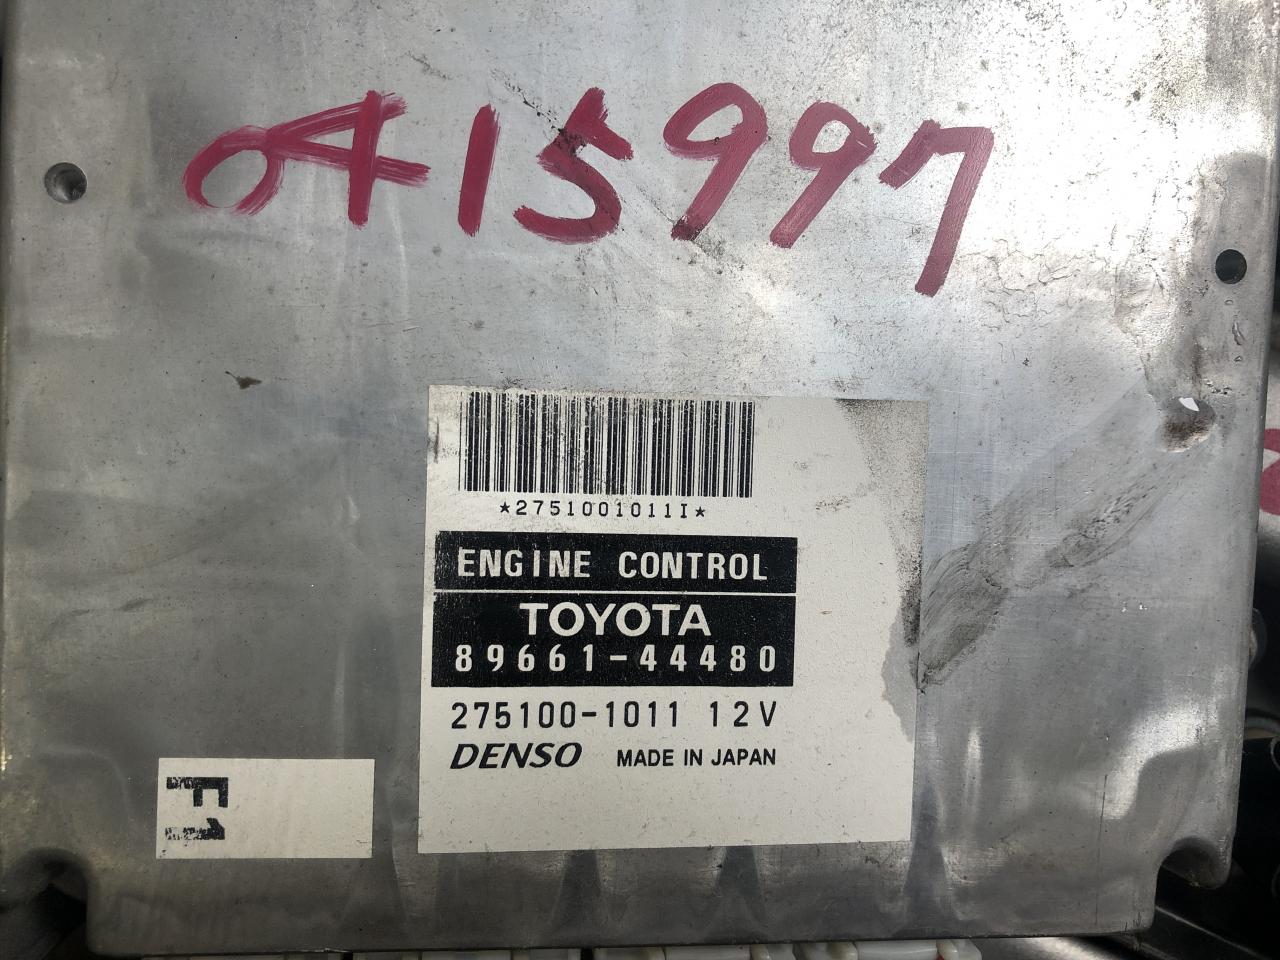 A15997
*2751001011I*
ENGINE CONTROL
TOYOTA
89661-44480
275100-1011 12V
DENSO MADE IN JAPAN
F1